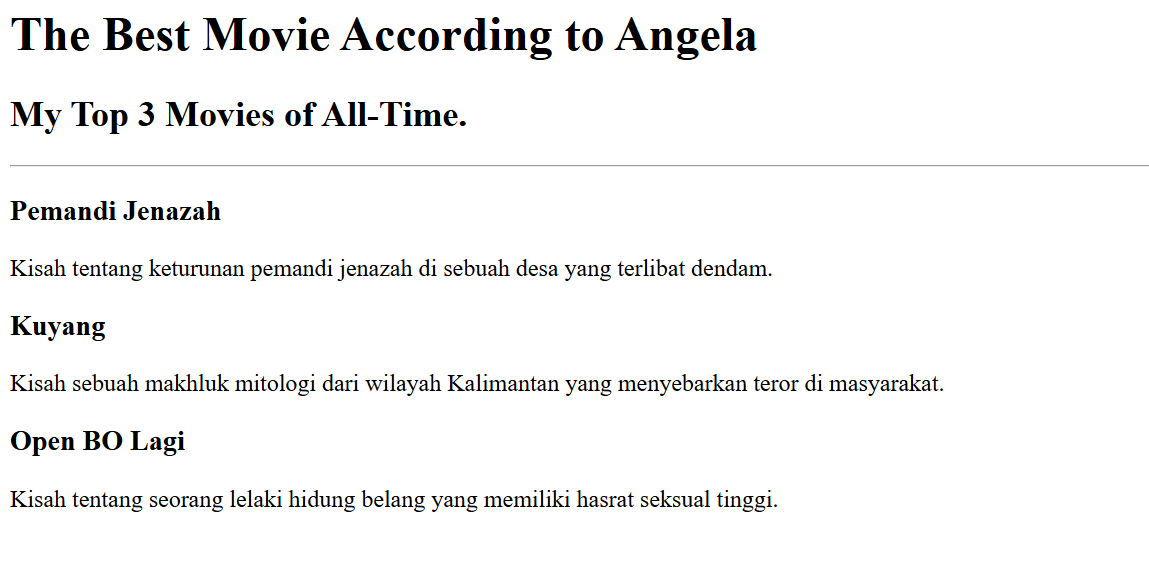 The Best Movie According to Angela
My Top 3 Movies of All-Time.
Pemandi Jenazah
Kisah tentang keturunan pemandi jenazah di sebuah desa yang terlibat dendam.
Kuyang
Kisah sebuah makhluk mitologi dari wilayah Kalimantan yang menyebarkan teror di masyarakat.
Open BO Lagi
Kisah tentang seorang lelaki hidung belang yang memiliki hasrat seksual tinggi.